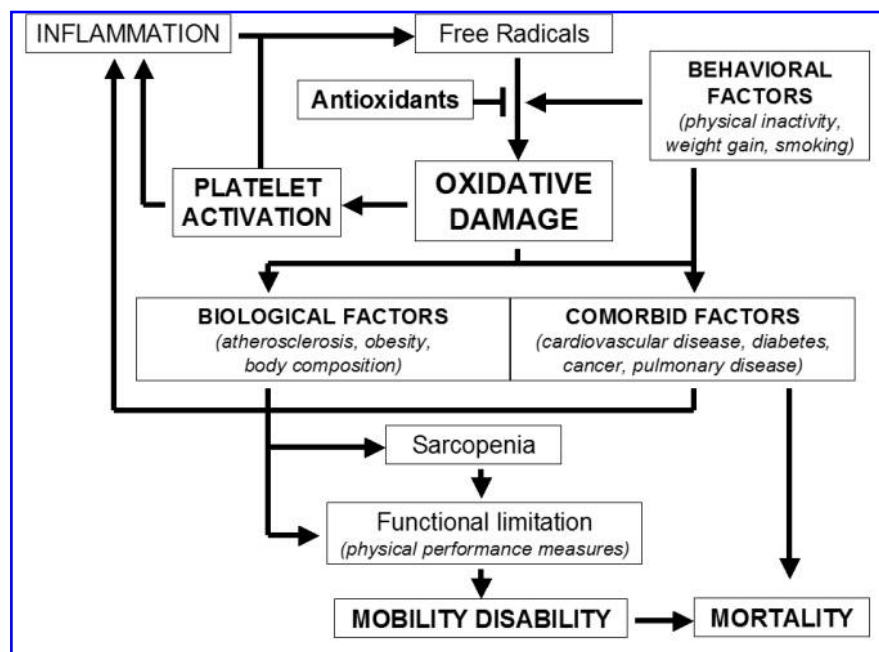 INFLAMMATION
Free Radicals
Antioxidants
BEHAVIORAL
FACTORS
(physical inactivity,
weight gain, smoking)
PLATELET
ACTIVATION
OXIDATIVE
DAMAGE
BIOLOGICAL FACTORS
(atherosclerosis, obesity,
body composition)
COMORBID FACTORS
(cardiovascular disease, diabetes,
cancer, pulmonary disease)
Sarcopenia
Functional limitation
(physical performance measures)
MOBILITY DISABILITY
MORTALITY